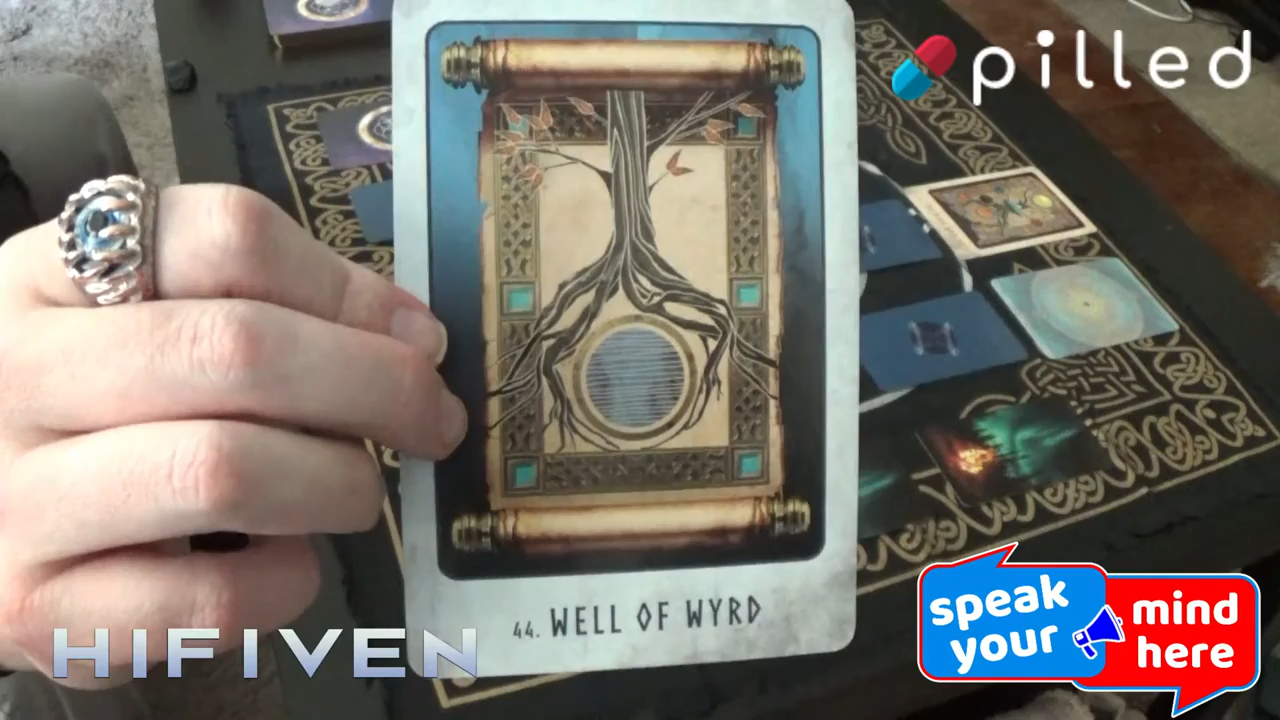 pilled
44. WELL OF WYRD
HIFIVEN
speak
your
mind
here